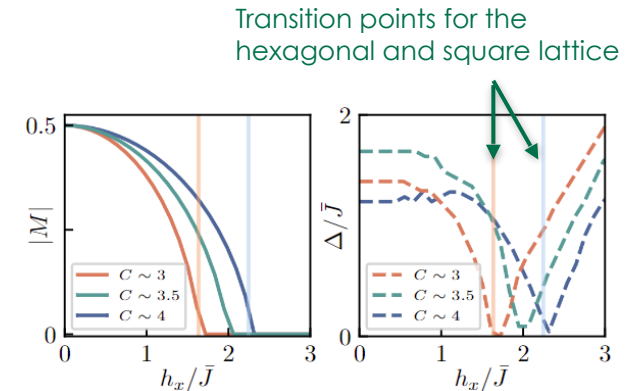 Transition points for the
hexagonal and square lattice
0.5
|M|
0
C ∼ 3
C ∼ 3.5
C ∼ 4
0 1 2 3
h_x/J̄
2
Δ/J̄
0
C ∼ 3
C ∼ 3.5
C ∼ 4
0 1 2 3
h_x/J̄